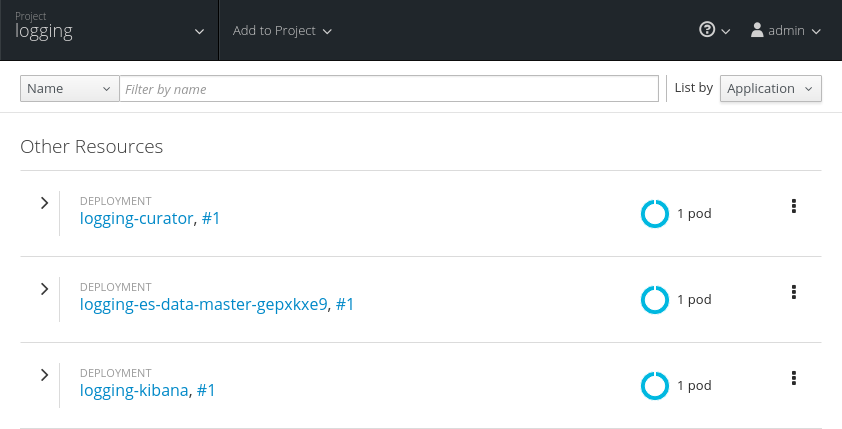 Project
logging
Add to Project
admin
Name
Filter by name
List by
Application
Other Resources
DEPLOYMENT
logging-curator, #1
1 pod
DEPLOYMENT
logging-es-data-master-gepxkxe9, #1
1 pod
DEPLOYMENT
logging-kibana, #1
1 pod